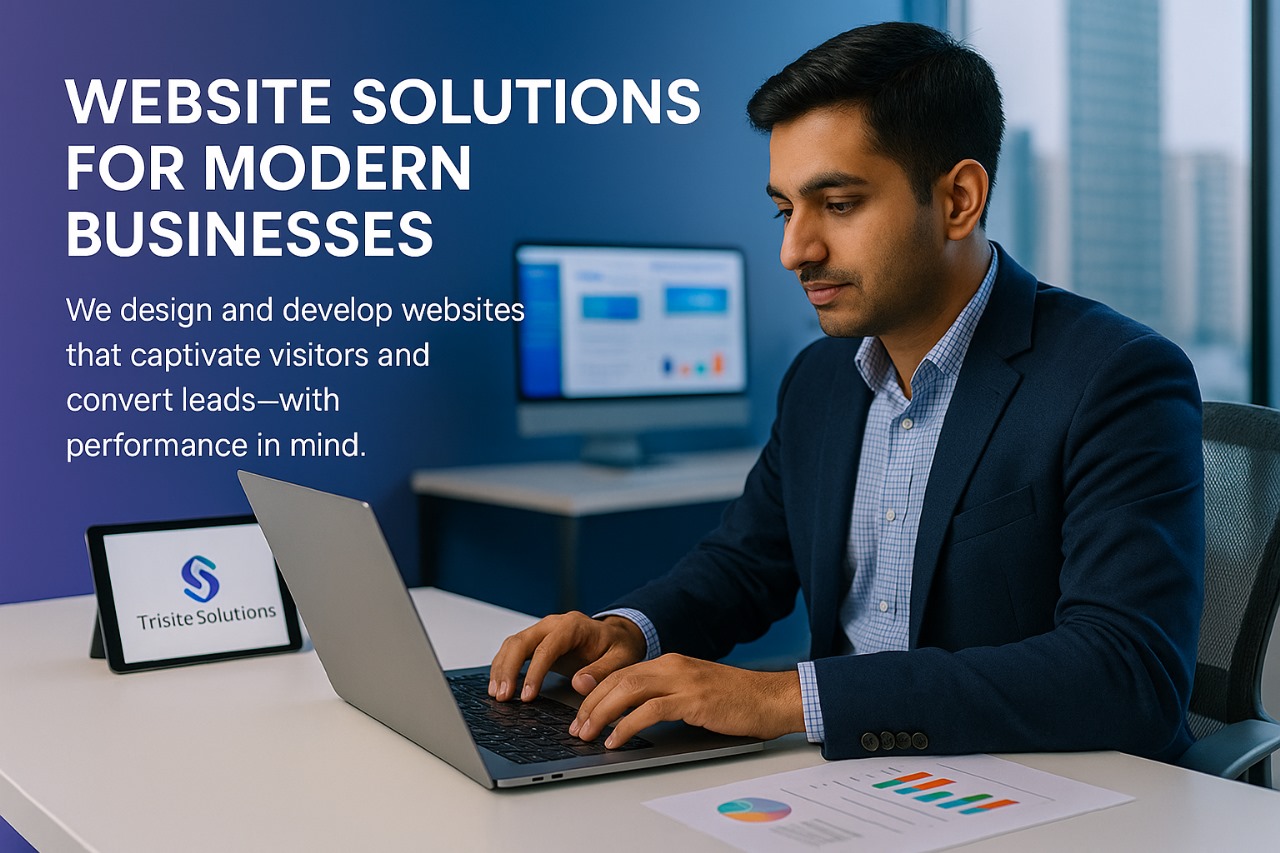 WEBSITE SOLUTIONS
FOR MODERN
BUSINESSES
We design and develop websites
that captivate visitors and
convert leads—with
performance in mind.
Trisite Solutions